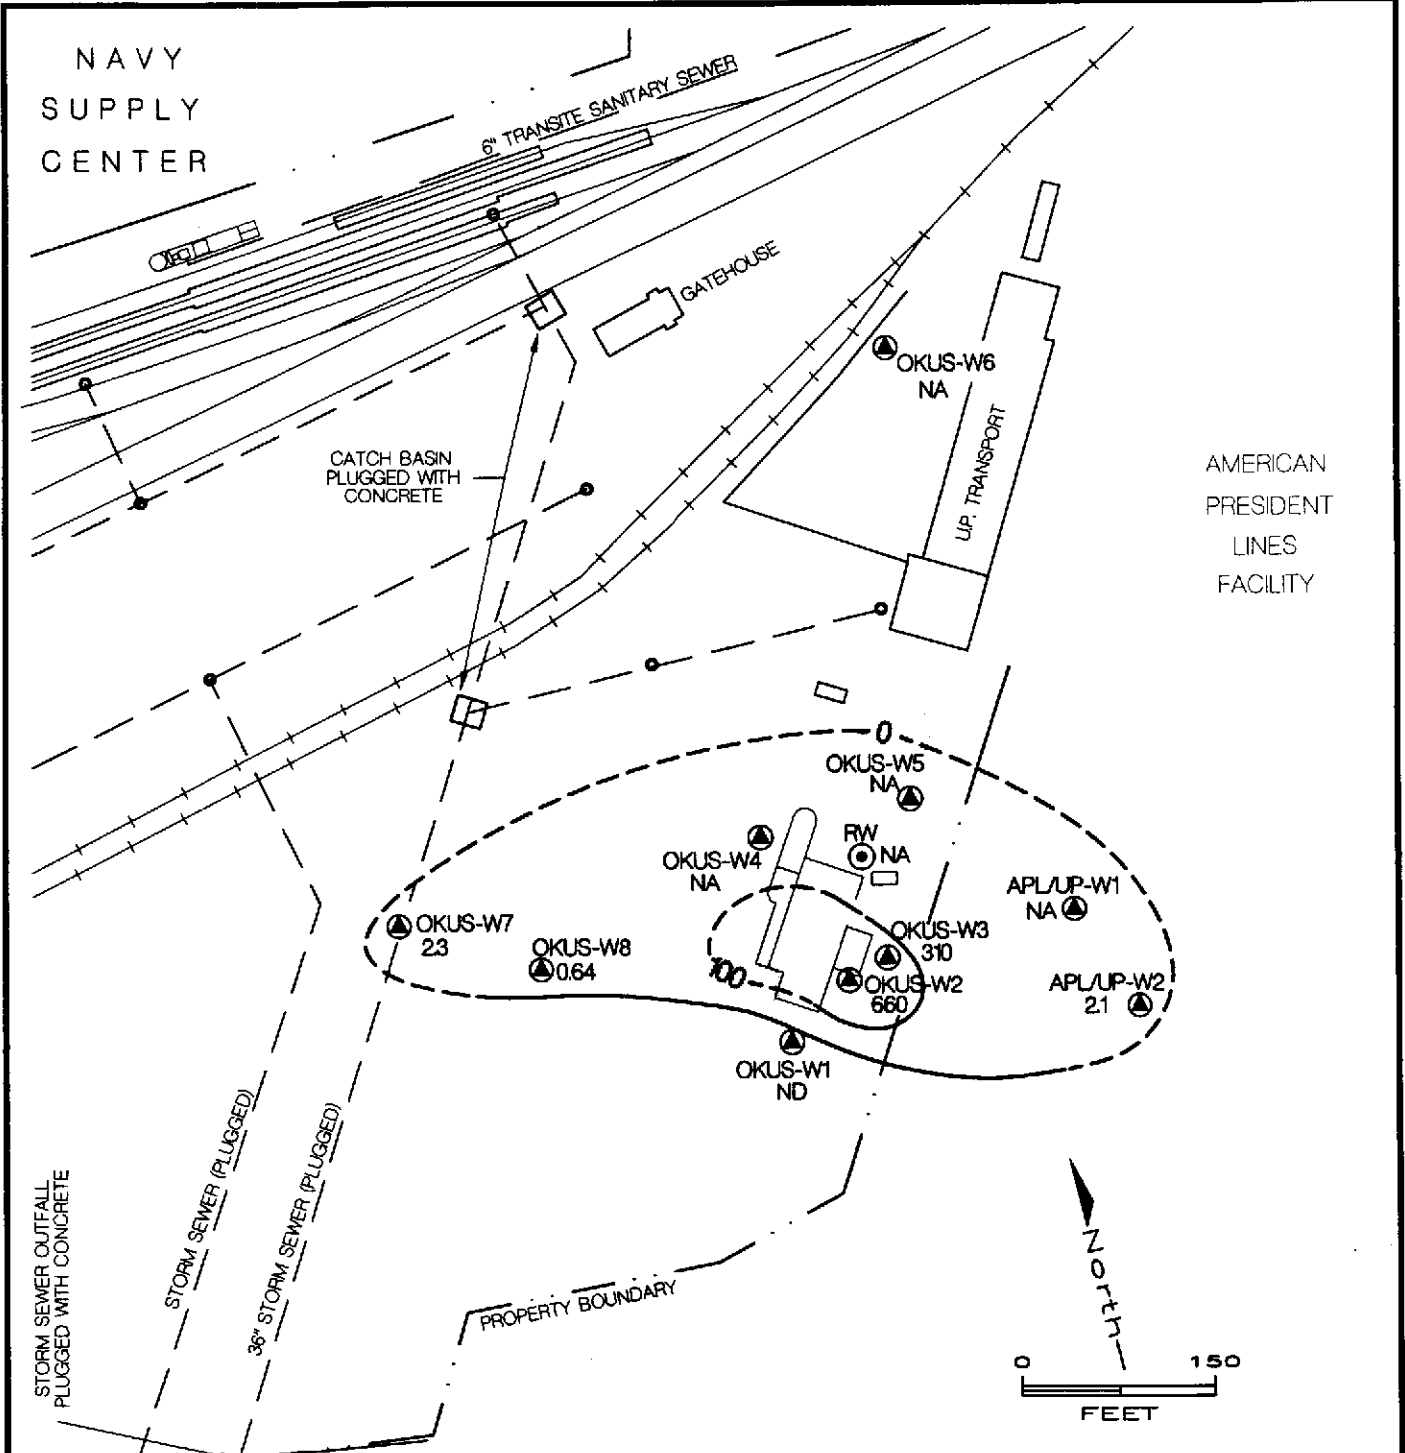 NAVY
SUPPLY
CENTER
6" TRANSITE SANITARY SEWER
GATEHOUSE
OKUS-W6
NA
CATCH BASIN
PLUGGED WITH
CONCRETE
U.P. TRANSPORT
AMERICAN
PRESIDENT
LINES
FACILITY
0
OKUS-W5
NA
RW
NA
OKUS-W4
NA
APL/UP-W1
NA
OKUS-W7
2.3
OKUS-W8
0.64
OKUS-W3
310
100
OKUS-W2
660
APL/UP-W2
2.1
OKUS-W1
ND
STORM SEWER (PLUGGED)
36" STORM SEWER (PLUGGED)
STORM SEWER OUTFALL
PLUGGED WITH CONCRETE
PROPERTY BOUNDARY
North
0 150
FEET